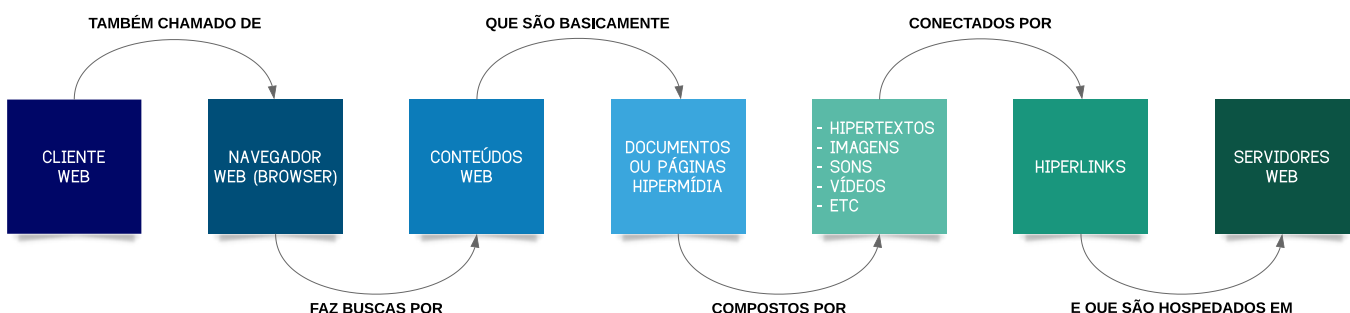 TAMBÉM CHAMADO DE
QUE SÃO BASICAMENTE
CONECTADOS POR
CLIENTE
WEB
NAVEGADOR
WEB (BROWSER)
CONTEÚDOS
WEB
DOCUMENTOS
OU PÁGINAS
HIPERMÍDIA
- HIPERTEXTOS
- IMAGENS
- SONS
- VÍDEOS
- ETC
HIPERLINKS
SERVIDORES
WEB
FAZ BUSCAS POR
COMPOSTOS POR
E QUE SÃO HOSPEDADOS EM